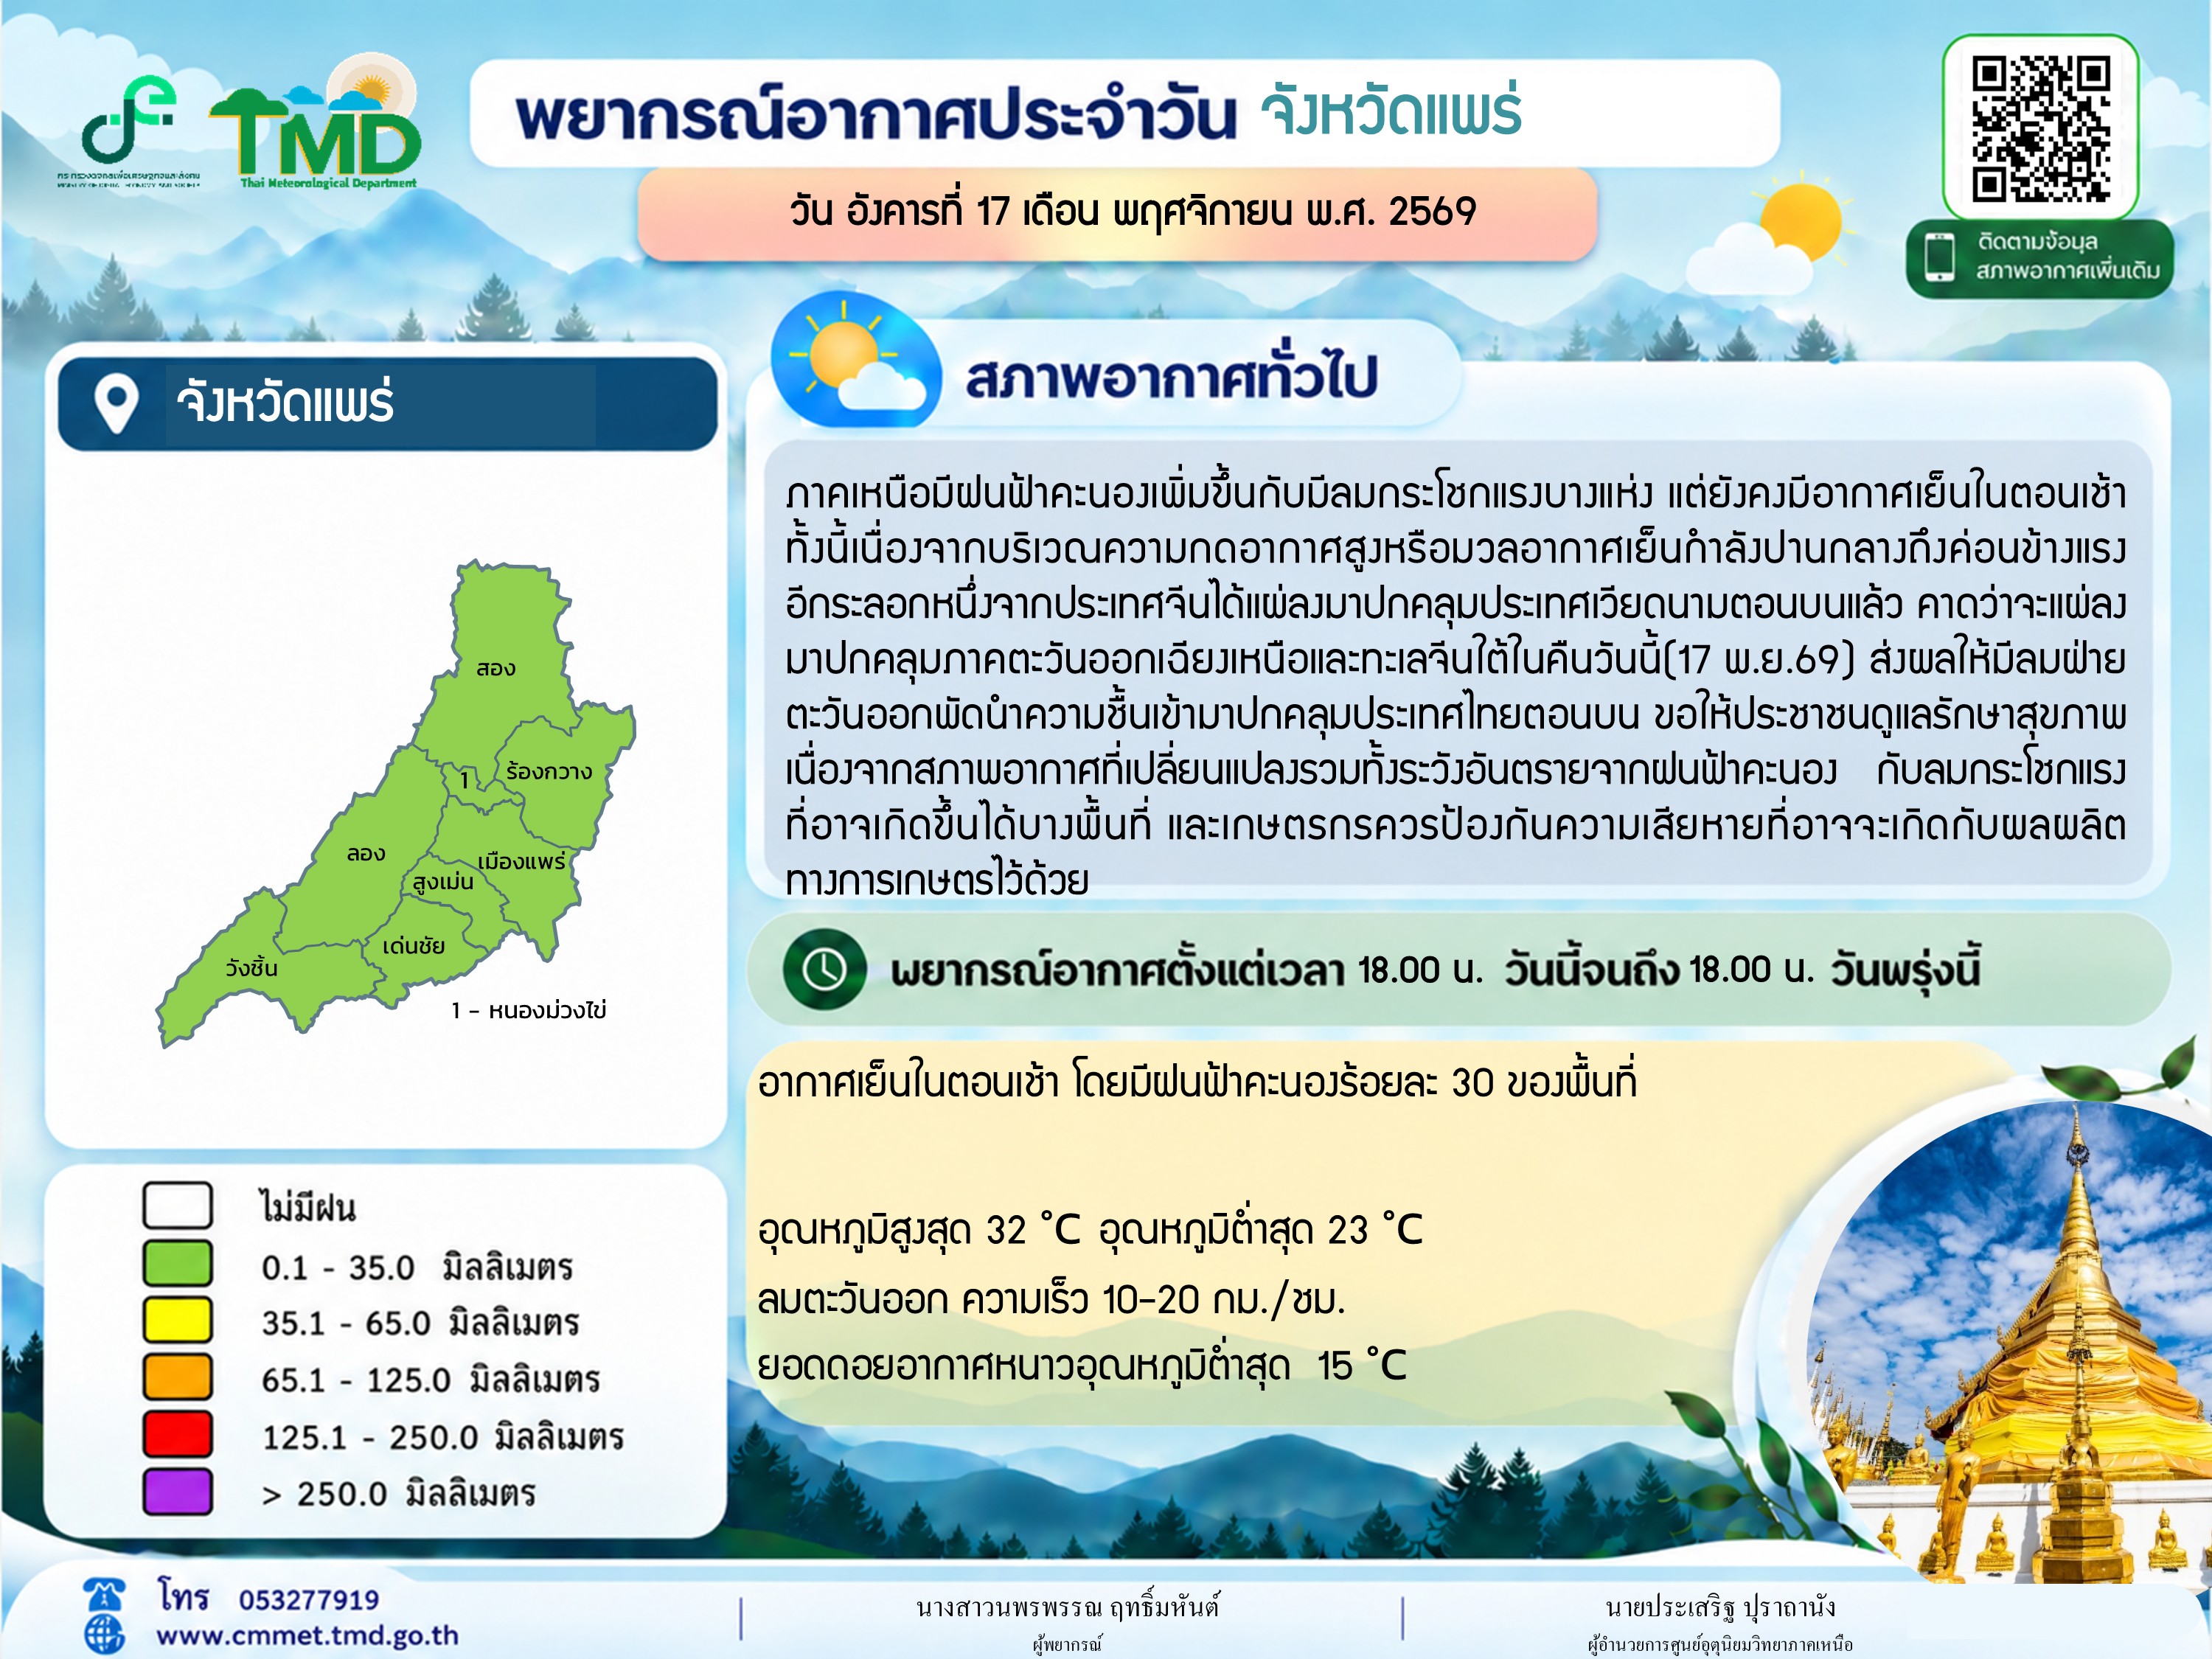 พยากรณ์อากาศประจำวัน จังหวัดแพร่
TMD
Thai Meteorological Department
วัน อังคารที่ 17 เดือน พฤศจิกายน พ.ศ. 2569
ติดตามข้อมุล
สภาพอากาศเพิ่มเติม
จังหวัดแพร่
สอง
ร้องกวาง
1
ลอง
เมืองแพร่
สูงเม่น
เด่นชัย
วังชิ้น
1 - หนองม่วงไข่
ไม่มีฝน
0.1 - 35.0 มิลลิเมตร
35.1 - 65.0 มิลลิเมตร
65.1 - 125.0 มิลลิเมตร
125.1 - 250.0 มิลลิเมตร
> 250.0 มิลลิเมตร
สภาพอากาศทั่วไป
ภาคเหนือมีฝนฟ้าคะนองเพิ่มขึ้นกับมีลมกระโชกแรงบางแห่ง แต่ยังคงมีอากาศเย็นในตอนเช้า
ทั้งนี้เนื่องจากบริเวณความกดอากาศสูงหรือมวลอากาศเย็นกำลังปานกลางถึงค่อนข้างแรง
อีกระลอกหนึ่งจากประเทศจีนได้แผ่ลงมาปกคลุมประเทศเวียดนามตอนบนแล้ว คาดว่าจะแผ่ลง
มาปกคลุมภาคตะวันออกเฉียงเหนือและทะเลจีนใต้ในคืนวันนี้(17 พ.ย.69) ส่งผลให้มีลมฝ่าย
ตะวันออกพัดนำความชื้นเข้ามาปกคลุมประเทศไทยตอนบน ขอให้ประชาชนดูแลรักษาสุขภาพ
เนื่องจากสภาพอากาศที่เปลี่ยนแปลงรวมทั้งระวังอันตรายจากฝนฟ้าคะนอง กับลมกระโชกแรง
ที่อาจเกิดขึ้นได้บางพื้นที่ และเกษตรกรควรป้องกันความเสียหายที่อาจจะเกิดกับผลผลิต
ทางการเกษตรไว้ด้วย
พยากรณ์อากาศตั้งแต่เวลา 18.00 น. วันนี้จนถึง 18.00 น. วันพรุ่งนี้
อากาศเย็นในตอนเช้า โดยมีฝนฟ้าคะนองร้อยละ 30 ของพื้นที่
อุณหภูมิสูงสุด 32 °C อุณหภูมิต่ำสุด 23 °C
ลมตะวันออก ความเร็ว 10-20 กม./ชม.
ยอดดอยอากาศหนาวอุณหภูมิต่ำสุด 15 °C
โทร 053277919
www.cmmet.tmd.go.th
นางสาวนพรพรรณ ฤทธิ์มหันต์
ผู้พยากรณ์
นายประเสริฐ ปุราถานัง
ผู้อำนวยการศูนย์อุตุนิยมวิทยาภาคเหนือ